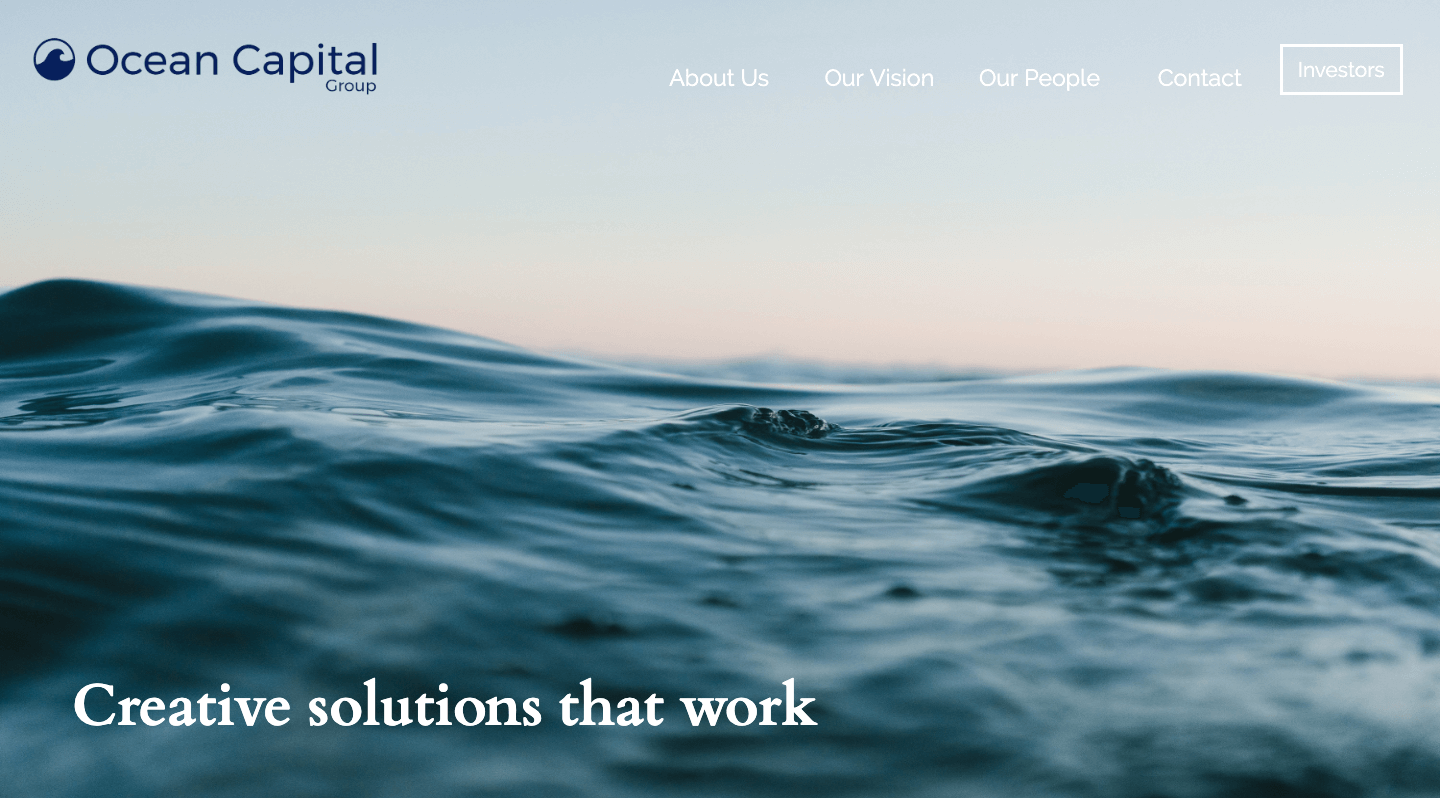 Ocean Capital
Group
About Us
Our Vision
Our People
Contact
Investors
Creative solutions that work